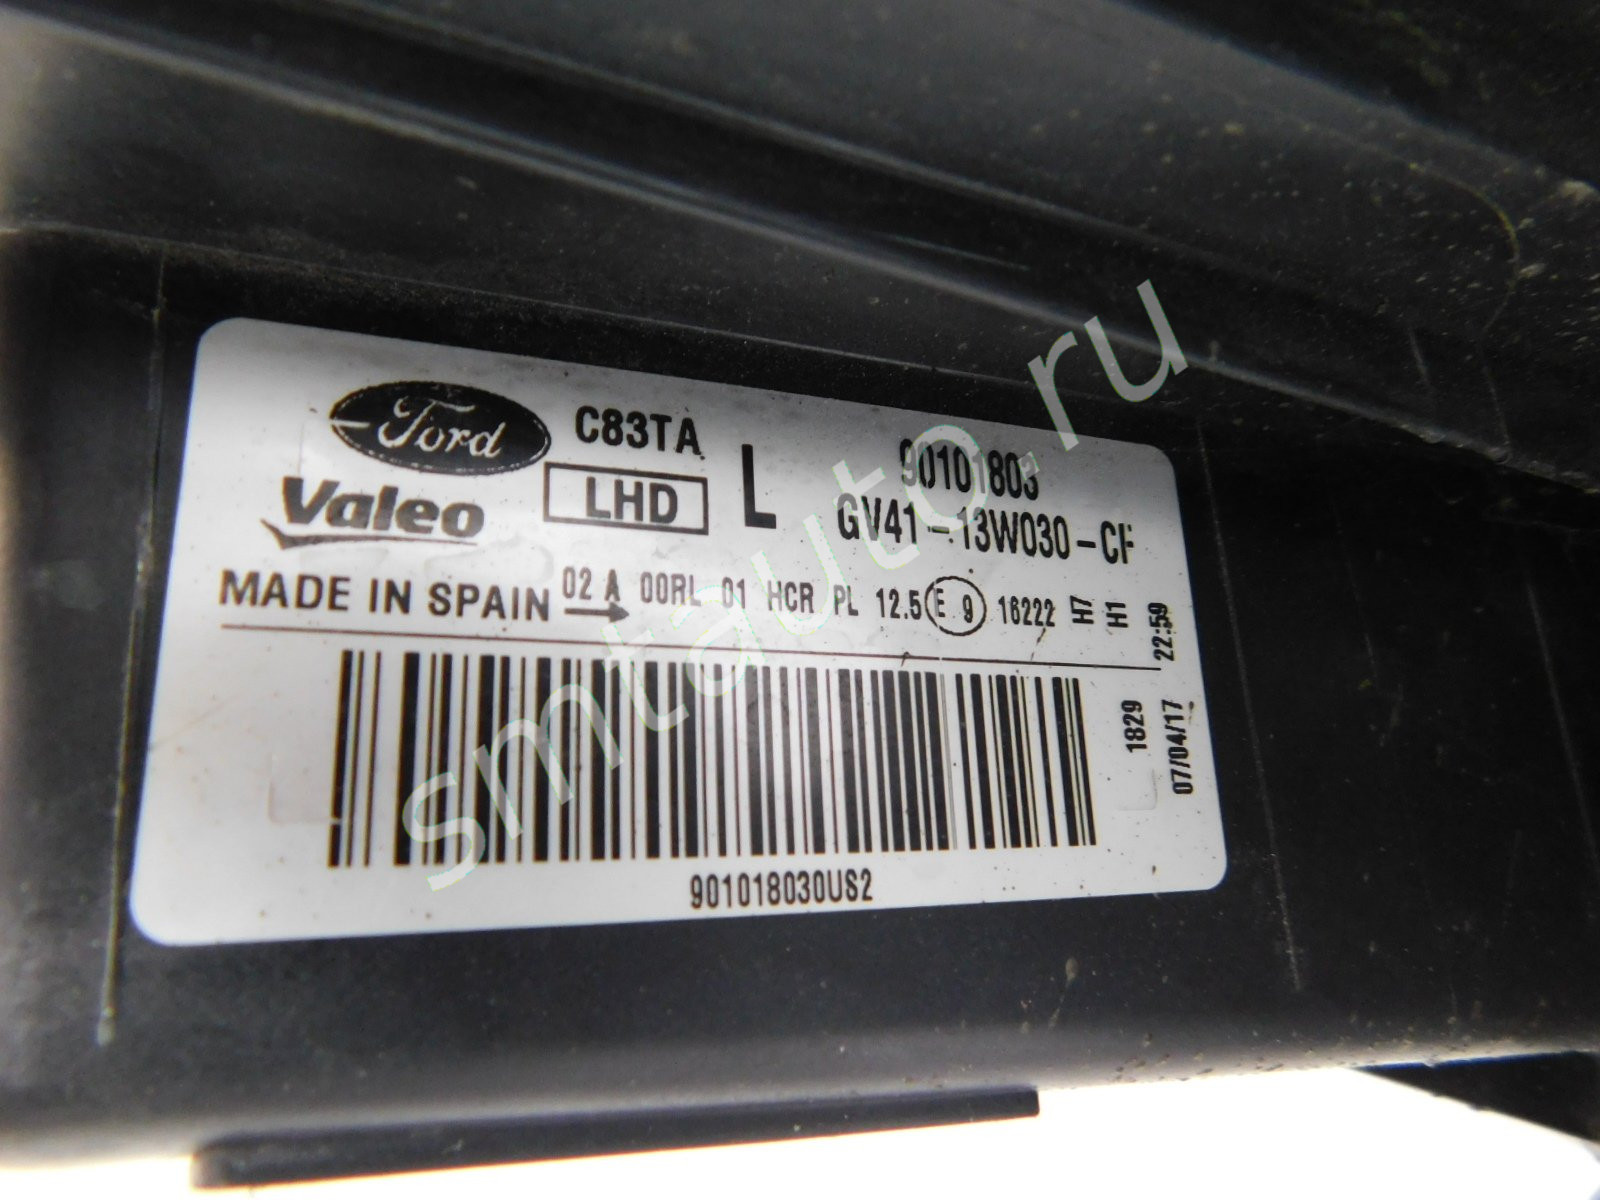 Ford C83TA
Valeo LHD L 90101803
GV41-13W030-CF
MADE IN SPAIN 02 A 00RL 01 HCR PL 12.5 E 9 16222 H7 H1 22:59
1829 07/04/17
901018030US2
smtauto.ru